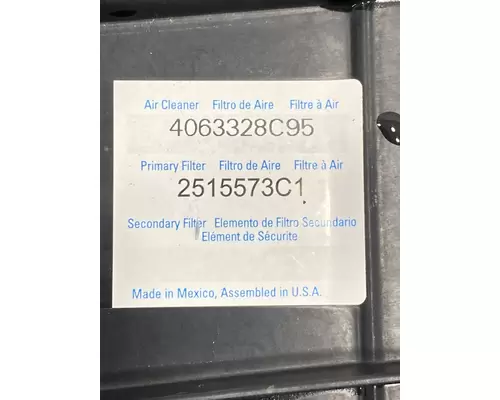 Air Cleaner Filtro de Aire Filtre à Air
4063328C95
Primary Filter Filtro de Aire Filtre à Air
2515573C1
Secondary Filter Elemento de Filtro Secundario
Elément de Sécurite
Made in Mexico, Assembled in U.S.A.